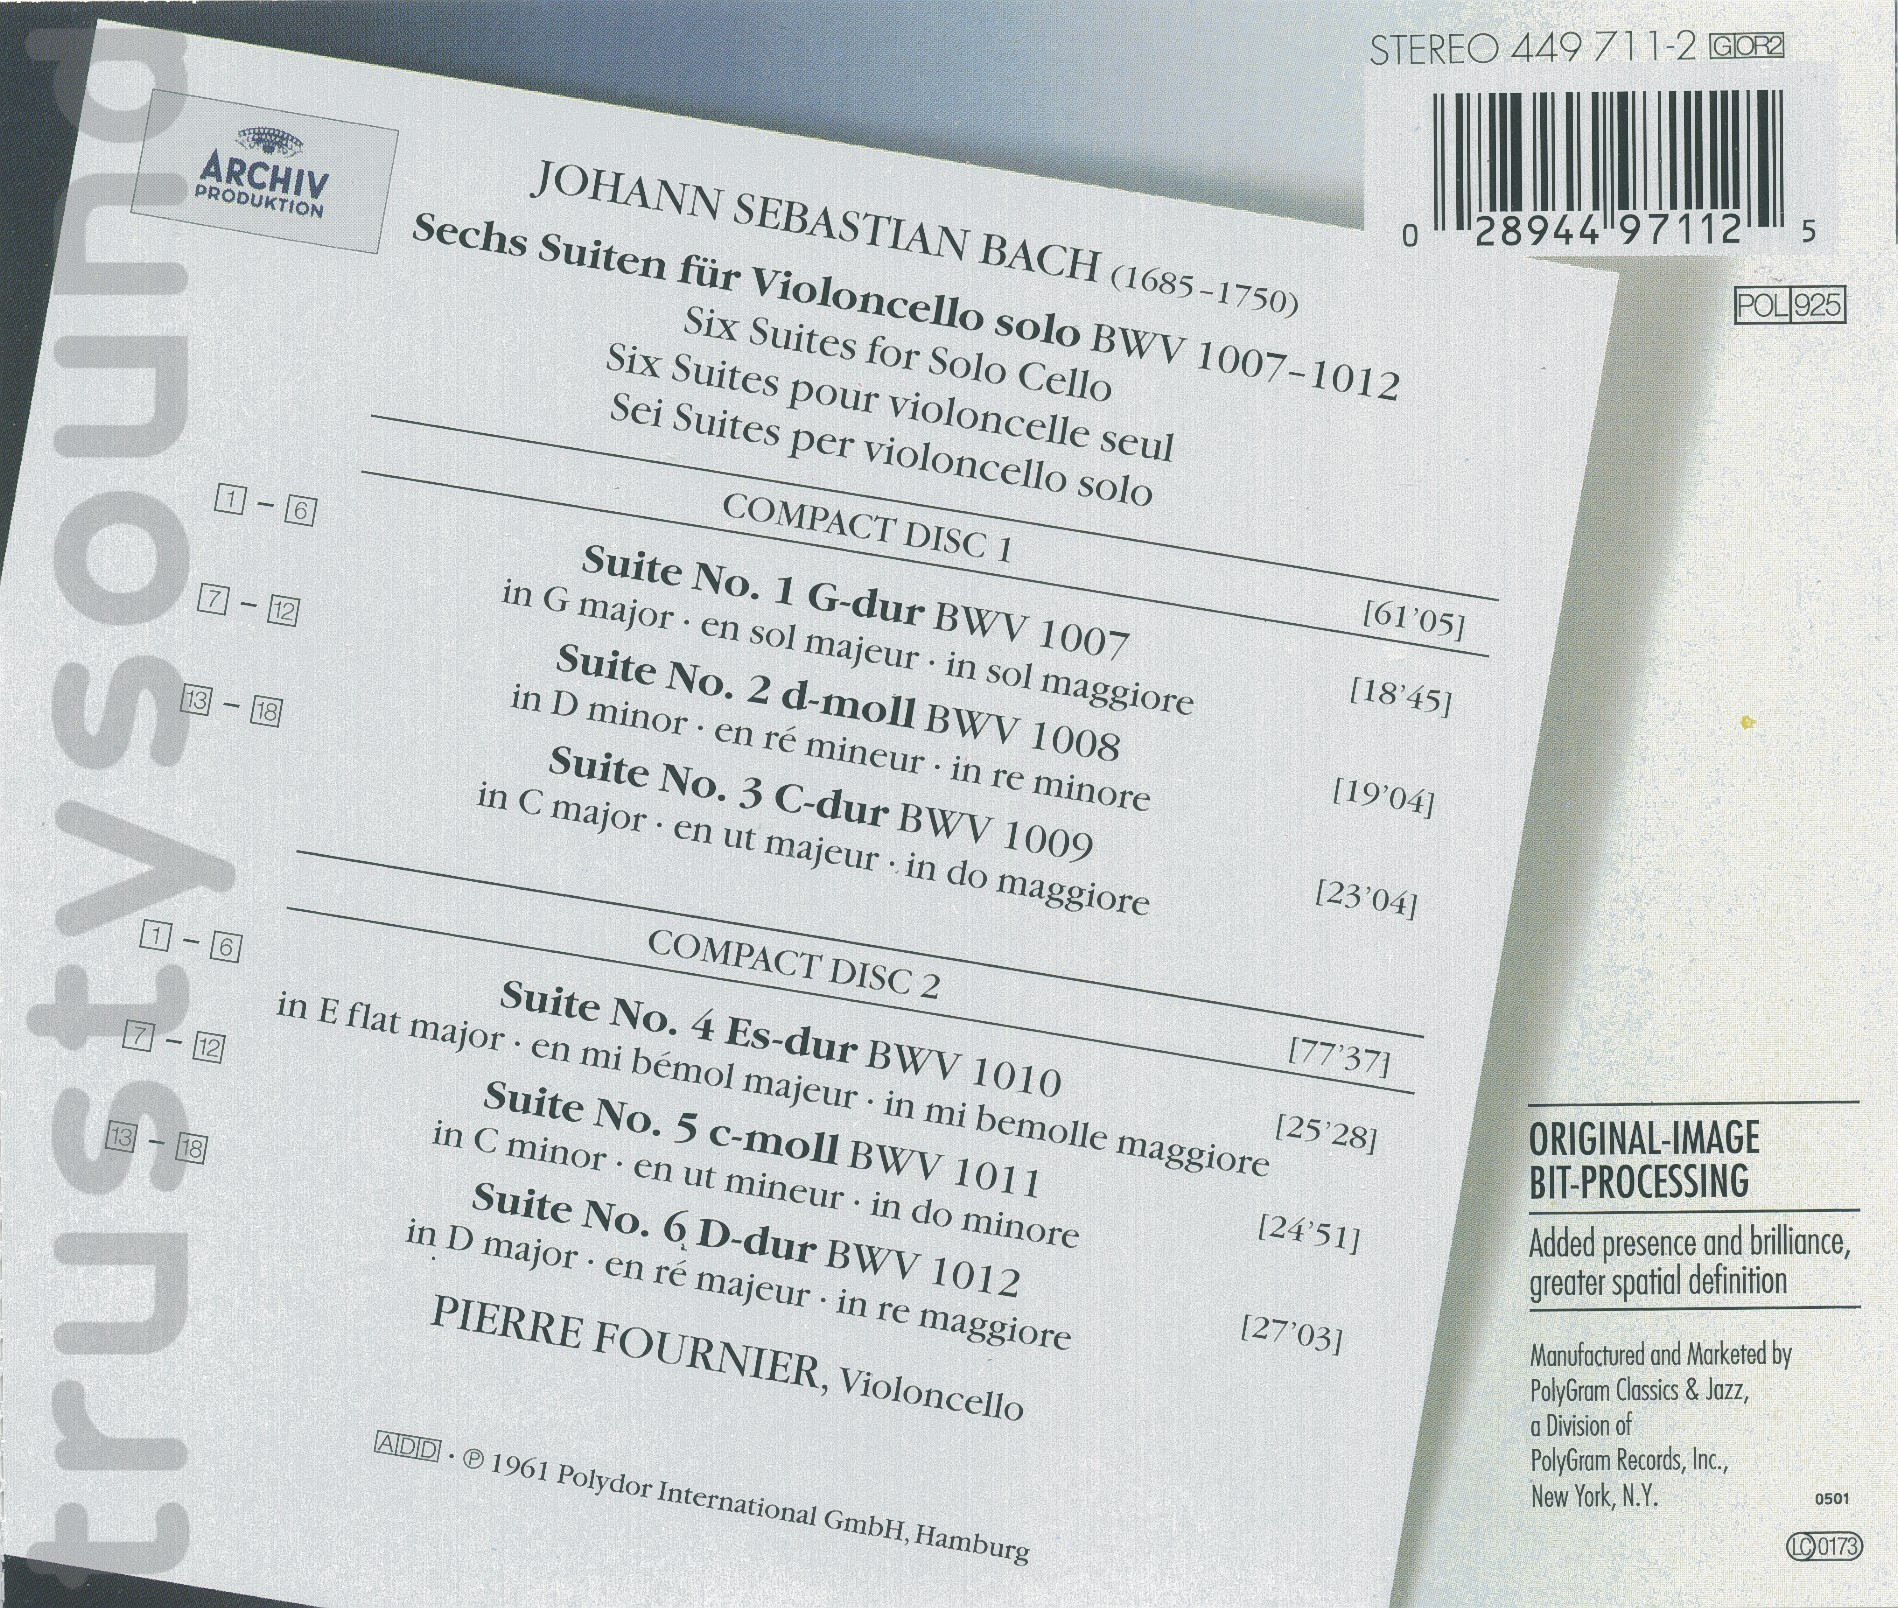 trustysound
STEREO 449 711-2 G OR2
0 28944 97112 5
POL 925
ARCHIV
PRODUKTION
JOHANN SEBASTIAN BACH (1685–1750)
Sechs Suiten für Violoncello solo BWV 1007–1012
Six Suites for Solo Cello
Six Suites pour violoncelle seul
Sei Suites per violoncello solo
COMPACT DISC 1 [61’05]
1 – 6 Suite No. 1 G-dur BWV 1007
in G major · en sol majeur · in sol maggiore [18’45]
7 – 12 Suite No. 2 d-moll BWV 1008
in D minor · en ré mineur · in re minore [19’04]
13 – 18 Suite No. 3 C-dur BWV 1009
in C major · en ut majeur · in do maggiore [23’04]
COMPACT DISC 2 [77’37]
1 – 6 Suite No. 4 Es-dur BWV 1010
in E flat major · en mi bémol majeur · in mi bemolle maggiore [25’28]
7 – 12 Suite No. 5 c-moll BWV 1011
in C minor · en ut mineur · in do minore [24’51]
13 – 18 Suite No. 6 D-dur BWV 1012
in D major · en ré majeur · in re maggiore [27’03]
PIERRE FOURNIER, Violoncello
ADD · ℗ 1961 Polydor International GmbH, Hamburg
ORIGINAL-IMAGE
BIT-PROCESSING
Added presence and brilliance,
greater spatial definition
Manufactured and Marketed by
PolyGram Classics & Jazz,
a Division of
PolyGram Records, Inc.,
New York, N.Y.
0501
LC 0173